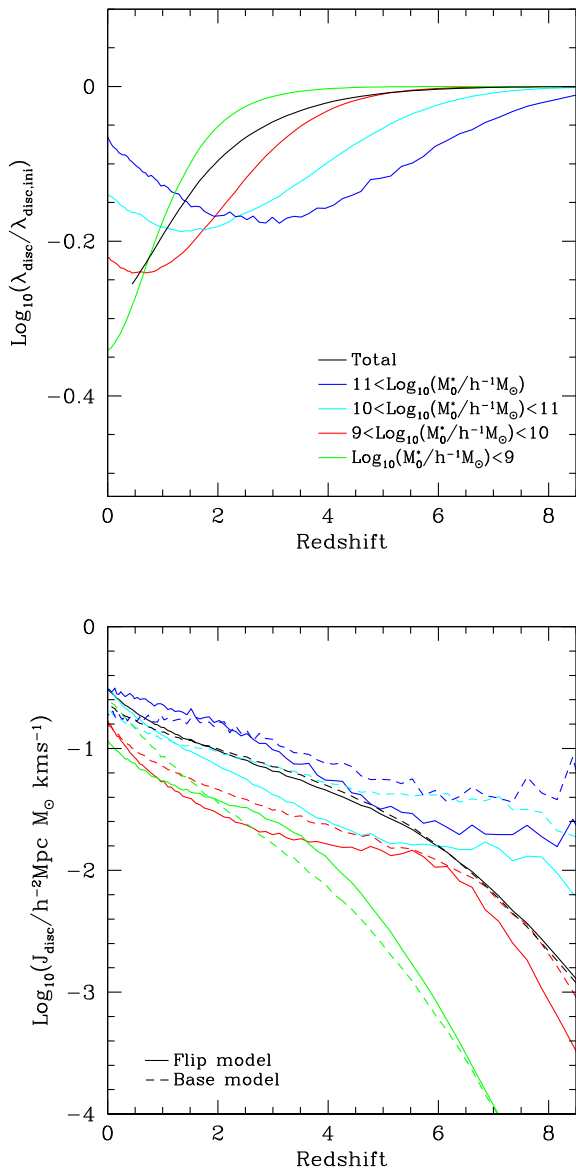 0
−0.2
−0.4
Log₁₀(λdisc/λdisc,ini)
Total
11<Log₁₀(M*₀/h⁻¹M☉)
10<Log₁₀(M*₀/h⁻¹M☉)<11
9<Log₁₀(M*₀/h⁻¹M☉)<10
Log₁₀(M*₀/h⁻¹M☉)<9
0 2 4 6 8
Redshift
0
−1
−2
−3
−4
Log₁₀(Jdisc/h⁻²Mpc M☉ kms⁻¹)
Flip model
Base model
0 2 4 6 8
Redshift